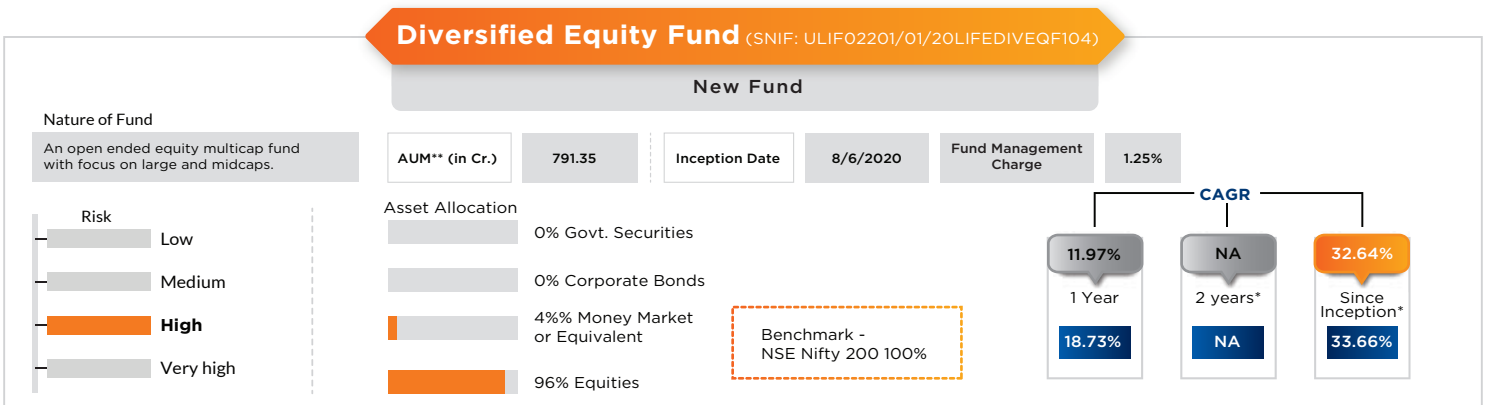 Diversified Equity Fund (SNIF: ULIF02201/01/20LIFEDIVEQF104)
New Fund
Nature of Fund
An open ended equity multicap fund
with focus on large and midcaps.
AUM** (in Cr.)
791.35
Inception Date
8/6/2020
Fund Management
Charge
1.25%
Risk
Low
Medium
High
Very high
Asset Allocation
0% Govt. Securities
0% Corporate Bonds
4%% Money Market
or Equivalent
96% Equities
Benchmark -
NSE Nifty 200 100%
CAGR
11.97%
1 Year
18.73%
NA
2 years*
NA
32.64%
Since
Inception*
33.66%